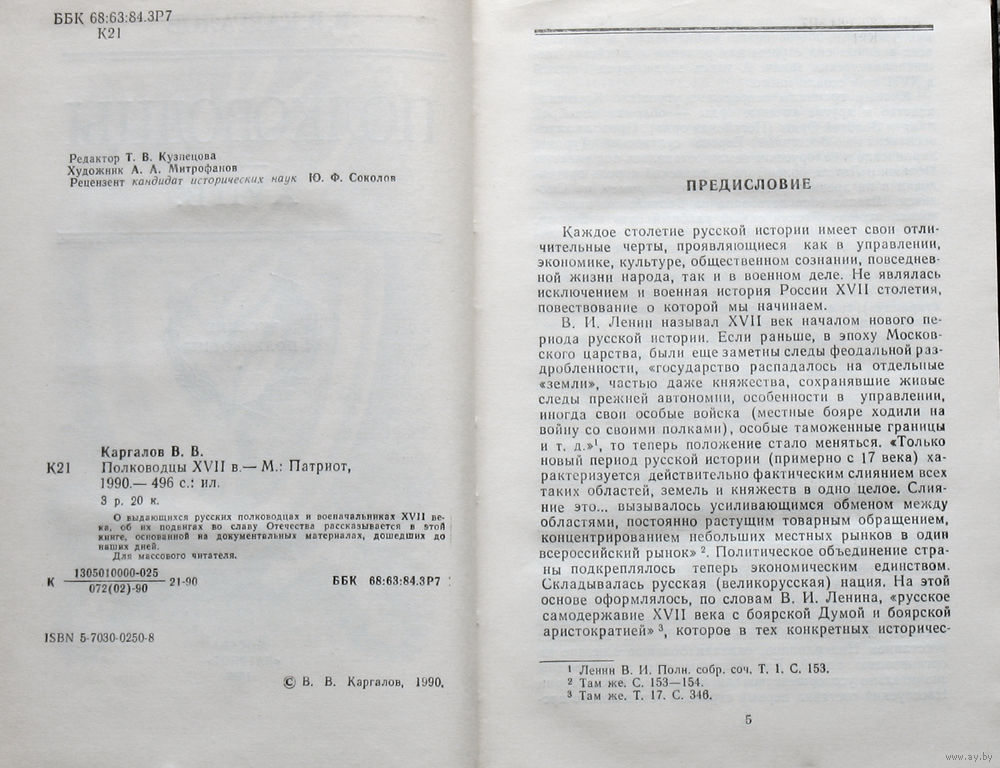 ББК 68:63:84.3Р7
К21
Редактор Т. В. Кузнецова
Художник А. А. Митрофанов
Рецензент кандидат исторических наук Ю. Ф. Соколов
Каргалов В. В.
К21 Полководцы XVII в.— М.: Патриот,
1990.— 496 с.: ил.
3 р. 20 к.
О выдающихся русских полководцах и военачальниках XVII ве-
ка, об их подвигах во славу Отечества рассказывается в этой
книге, основанной на документальных материалах, дошедших до
наших дней.
Для массового читателя.
1305010000-025
К 21-90 ББК 68:63:84.3Р7
072(02)-90
ISBN 5-7030-0250-8
© В. В. Каргалов, 1990.
ПРЕДИСЛОВИЕ
Каждое столетие русской истории имеет свои отли-
чительные черты, проявляющиеся как в управлении,
экономике, культуре, общественном сознании, повседнев-
ной жизни народа, так и в военном деле. Не являлась
исключением и военная история России XVII столетия,
повествование о которой мы начинаем.
В. И. Ленин называл XVII век началом нового пе-
риода русской истории. Если раньше, в эпоху Москов-
ского царства, были еще заметны следы феодальной раз-
дробленности, «государство распадалось на отдельные
«земли», частью даже княжества, сохранявшие живые
следы прежней автономии, особенности в управлении,
иногда свои особые войска (местные бояре ходили на
войну со своими полками), особые таможенные границы
и т. д.»¹, то теперь положение стало меняться. «Только
новый период русской истории (примерно с 17 века) ха-
рактеризуется действительно фактическим слиянием всех
таких областей, земель и княжеств в одно целое. Слия-
ние это... вызывалось усиливающимся обменом между
областями, постоянно растущим товарным обращением,
концентрированием небольших местных рынков в один
всероссийский рынок» ². Политическое объединение стра-
ны подкреплялось теперь экономическим единством.
Складывалась русская (великорусская) нация. На этой
основе оформлялось, по словам В. И. Ленина, «русское
самодержавие XVII века с боярской Думой и боярской
аристократией» ³, которое в тех конкретных историчес-
¹ Ленин В. И. Полн. собр. соч. Т. 1. С. 153.
² Там же. С. 153—154.
³ Там же. Т. 17. С. 346.
5
www.ay.by